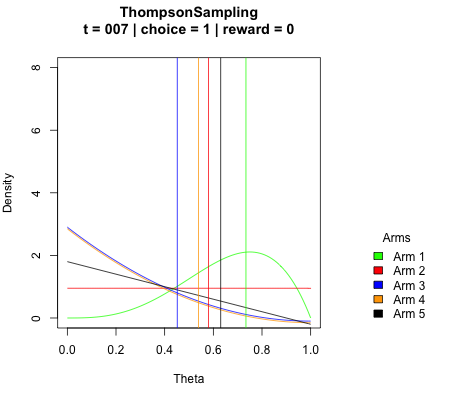 ThompsonSampling
t = 007 | choice = 1 | reward = 0
Density
8
6
4
2
0
0.0 0.2 0.4 0.6 0.8 1.0
Theta
Arms
Arm 1
Arm 2
Arm 3
Arm 4
Arm 5